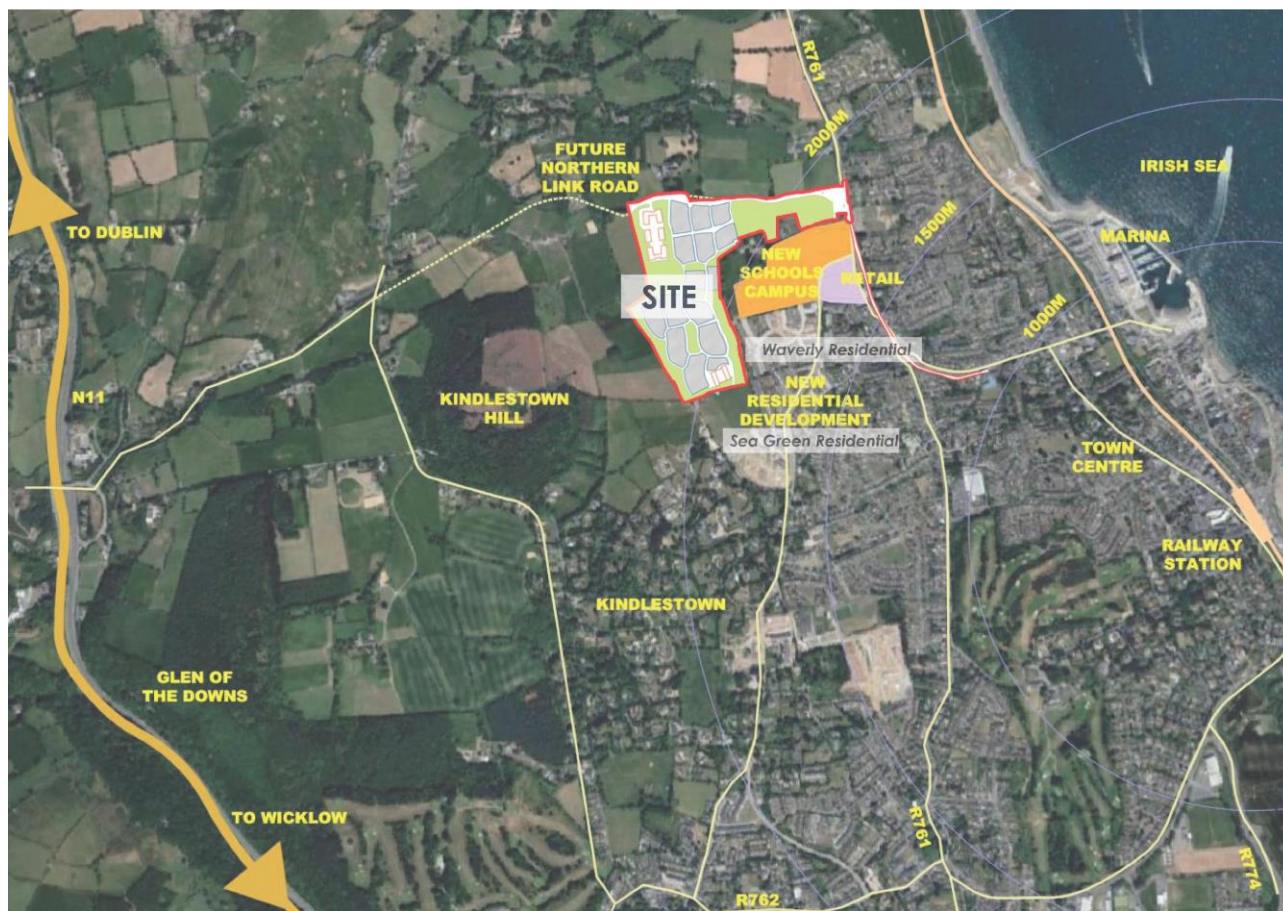 R761
2000M
IRISH SEA
FUTURE
NORTHERN
LINK ROAD
TO DUBLIN
1500M
MARINA
NEW
SCHOOLS
CAMPUS
RETAIL
SITE
1000M
Waverly Residential
N11
KINDLESTOWN
HILL
NEW
RESIDENTIAL
DEVELOPMENT
Sea Green Residential
TOWN
CENTRE
RAILWAY
STATION
KINDLESTOWN
GLEN OF
THE DOWNS
TO WICKLOW
R761
R774
R762